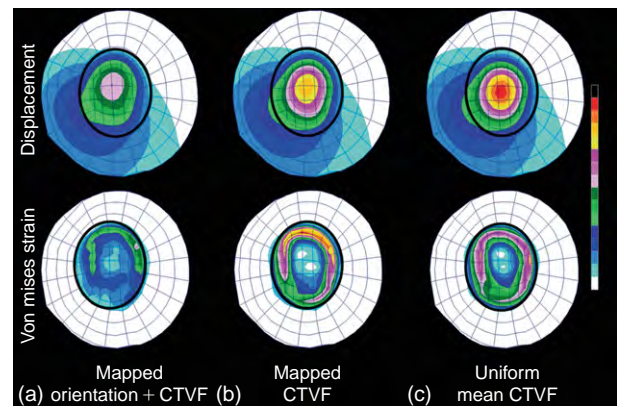 Displacement
Von mises strain
Mapped
(a) orientation + CTVF
Mapped
(b) CTVF
Uniform
(c) mean CTVF